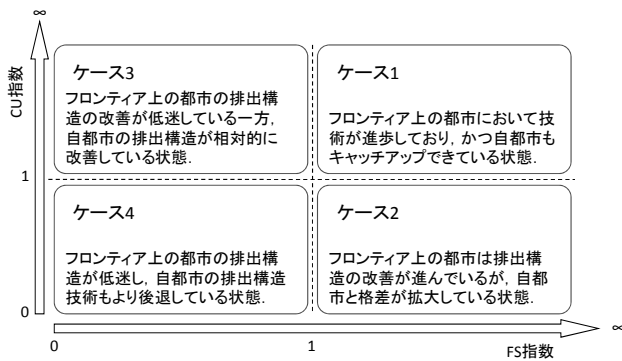 ∞
CU指数
ケース3
フロンティア上の都市の排出構
造の改善が低迷している一方，
自都市の排出構造が相対的に
改善している状態．
ケース1
フロンティア上の都市において技
術が進歩しており，かつ自都市も
キャッチアップできている状態．
1
ケース4
フロンティア上の都市の排出構
造が低迷し，自都市の排出構造
技術もより後退している状態．
ケース2
フロンティア上の都市は排出構
造の改善が進んでいるが，自都
市と格差が拡大している状態．
0
∞
0
1
FS指数